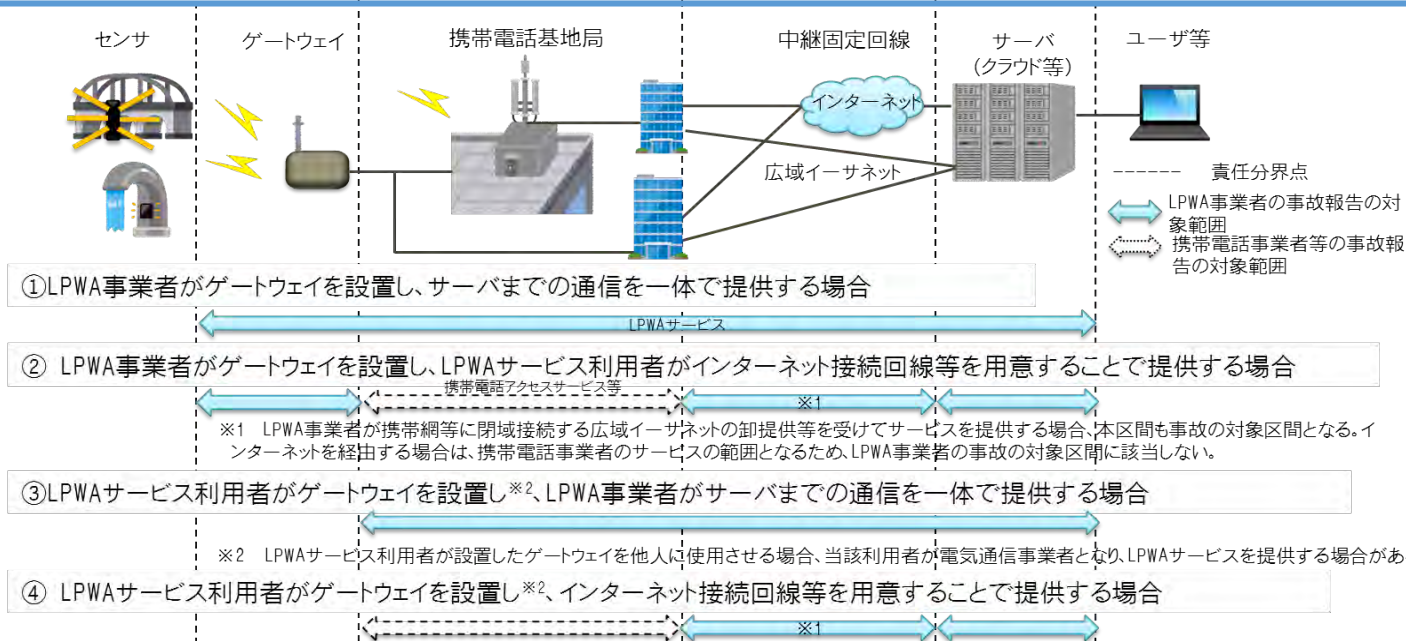 センサ
ゲートウェイ
携帯電話基地局
中継固定回線
サーバ
(クラウド等)
ユーザ等
インターネット
広域イーサネット
------ 責任分界点
LPWA事業者の事故報告の対
象範囲
携帯電話事業者等の事故報
告の対象範囲
①LPWA事業者がゲートウェイを設置し、サーバまでの通信を一体で提供する場合
LPWAサービス
② LPWA事業者がゲートウェイを設置し、LPWAサービス利用者がインターネット接続回線等を用意することで提供する場合
携帯電話アクセスサービス等
※1
※1 LPWA事業者が携帯網等に閉域接続する広域イーサネットの卸提供等を受けてサービスを提供する場合、本区間も事故の対象区間となる。イ
ンターネットを経由する場合は、携帯電話事業者のサービスの範囲となるため、LPWA事業者の事故の対象区間に該当しない。
③LPWAサービス利用者がゲートウェイを設置し※2、LPWA事業者がサーバまでの通信を一体で提供する場合
※2 LPWAサービス利用者が設置したゲートウェイを他人に使用させる場合、当該利用者が電気通信事業者となり、LPWAサービスを提供する場合があ
④ LPWAサービス利用者がゲートウェイを設置し※2、インターネット接続回線等を用意することで提供する場合
※1